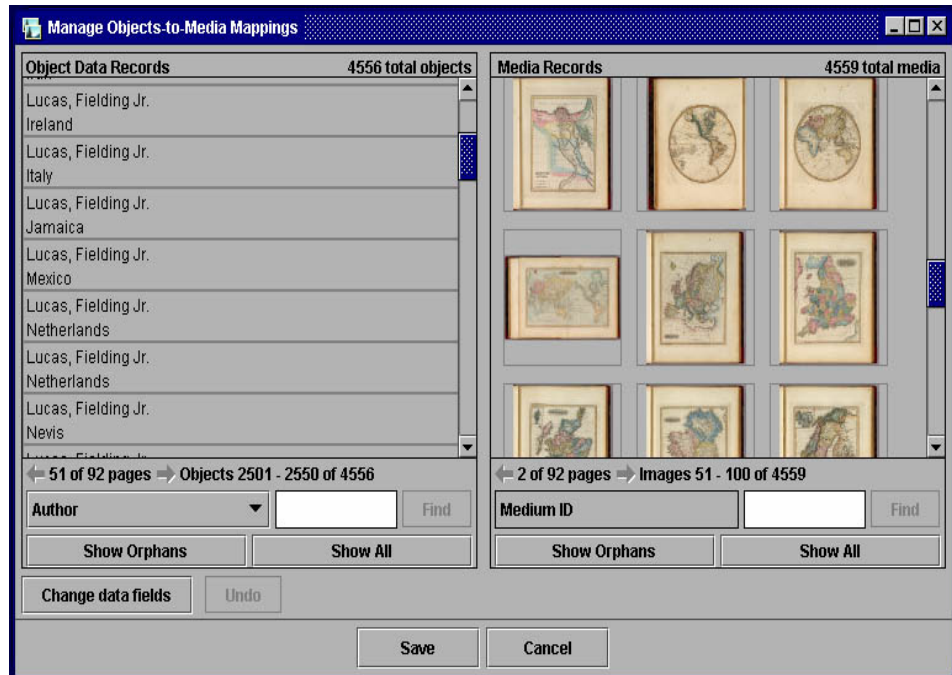 Manage Objects-to-Media Mappings
Object Data Records 4556 total objects
Lucas, Fielding Jr.
Ireland
Lucas, Fielding Jr.
Italy
Lucas, Fielding Jr.
Jamaica
Lucas, Fielding Jr.
Mexico
Lucas, Fielding Jr.
Netherlands
Lucas, Fielding Jr.
Netherlands
Lucas, Fielding Jr.
Nevis
51 of 92 pages Objects 2501 - 2550 of 4556
Author Find
Show Orphans Show All
Media Records 4559 total media
2 of 92 pages Images 51 - 100 of 4559
Medium ID Find
Show Orphans Show All
Change data fields Undo
Save Cancel